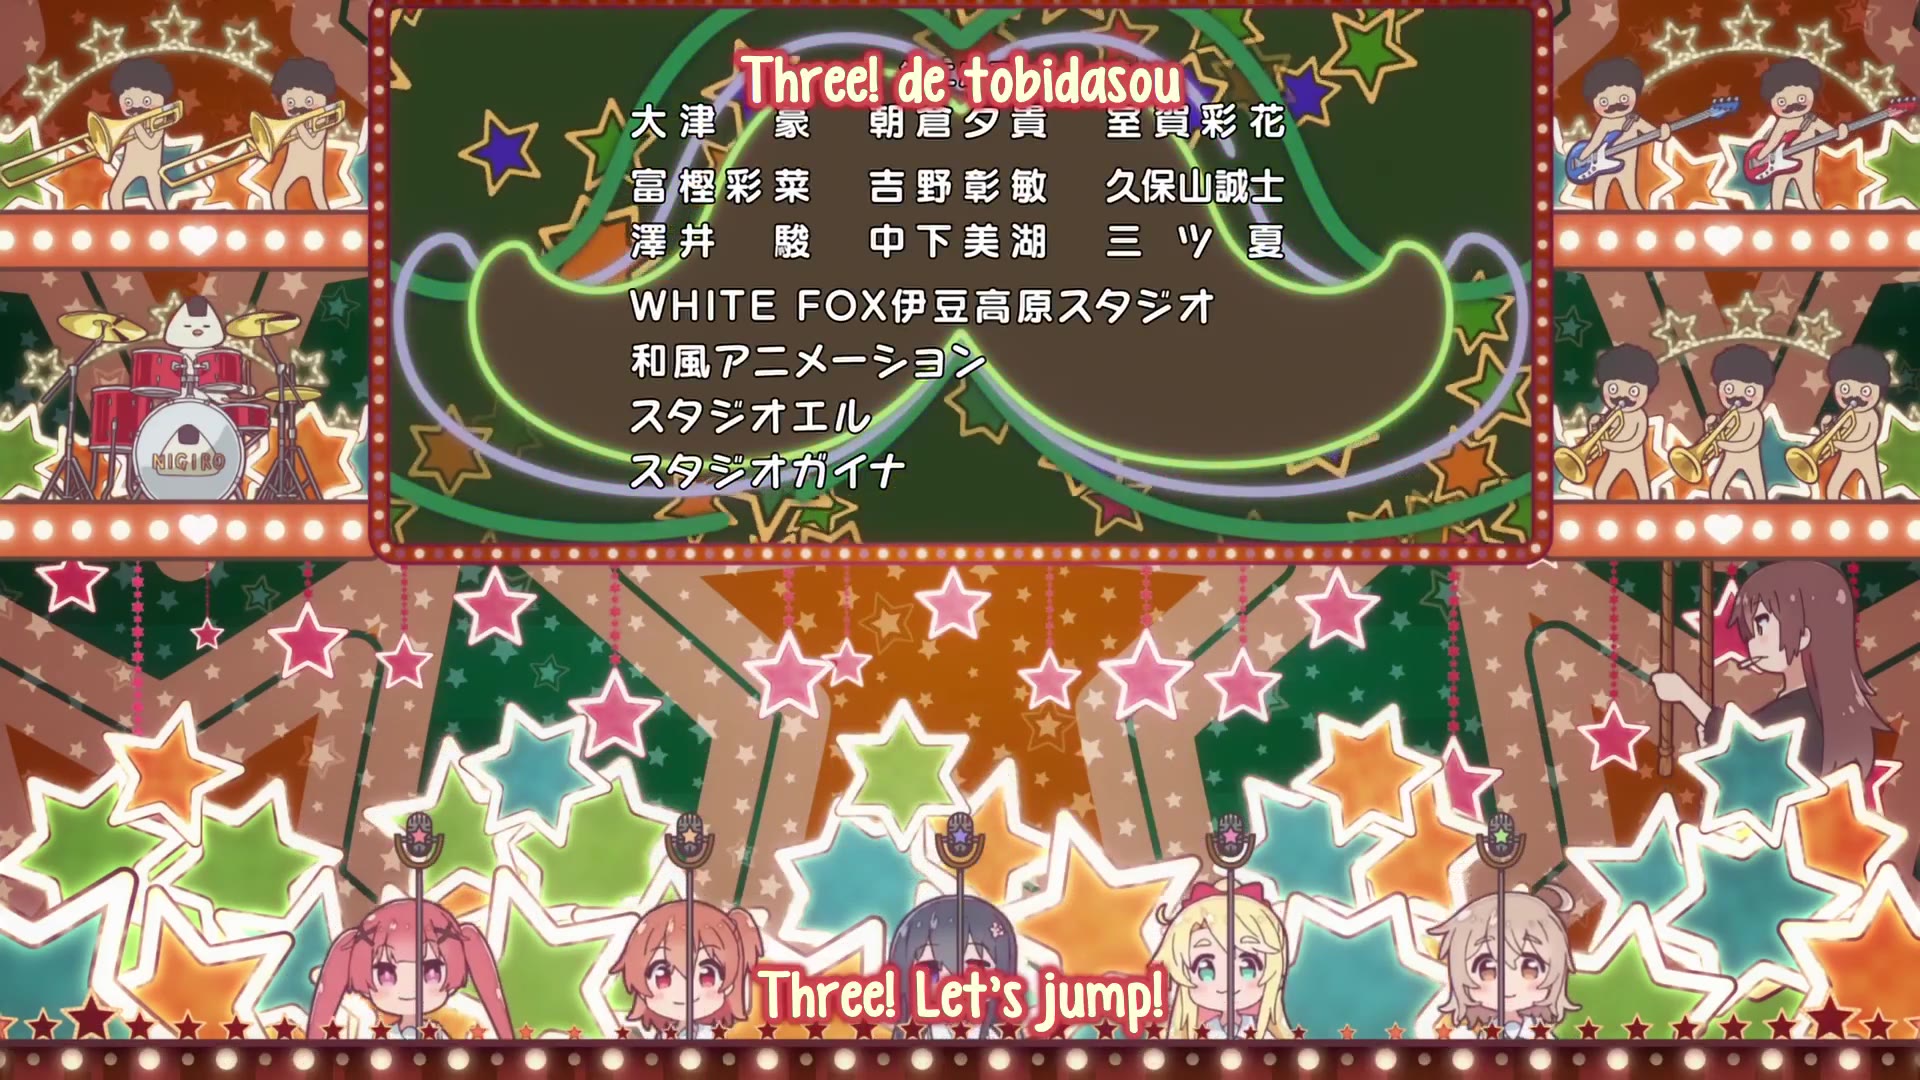 Three! de tobidasou
大津 豪 朝倉夕貴 室賀彩花
富樫彩菜 吉野彰敏 久保山誠士
澤井 駿 中下美湖 三ツ 夏
WHITE FOX伊豆高原スタジオ
和風アニメーション
スタジオエル
スタジオガイナ
NIGIRO
Three! Let's jump!